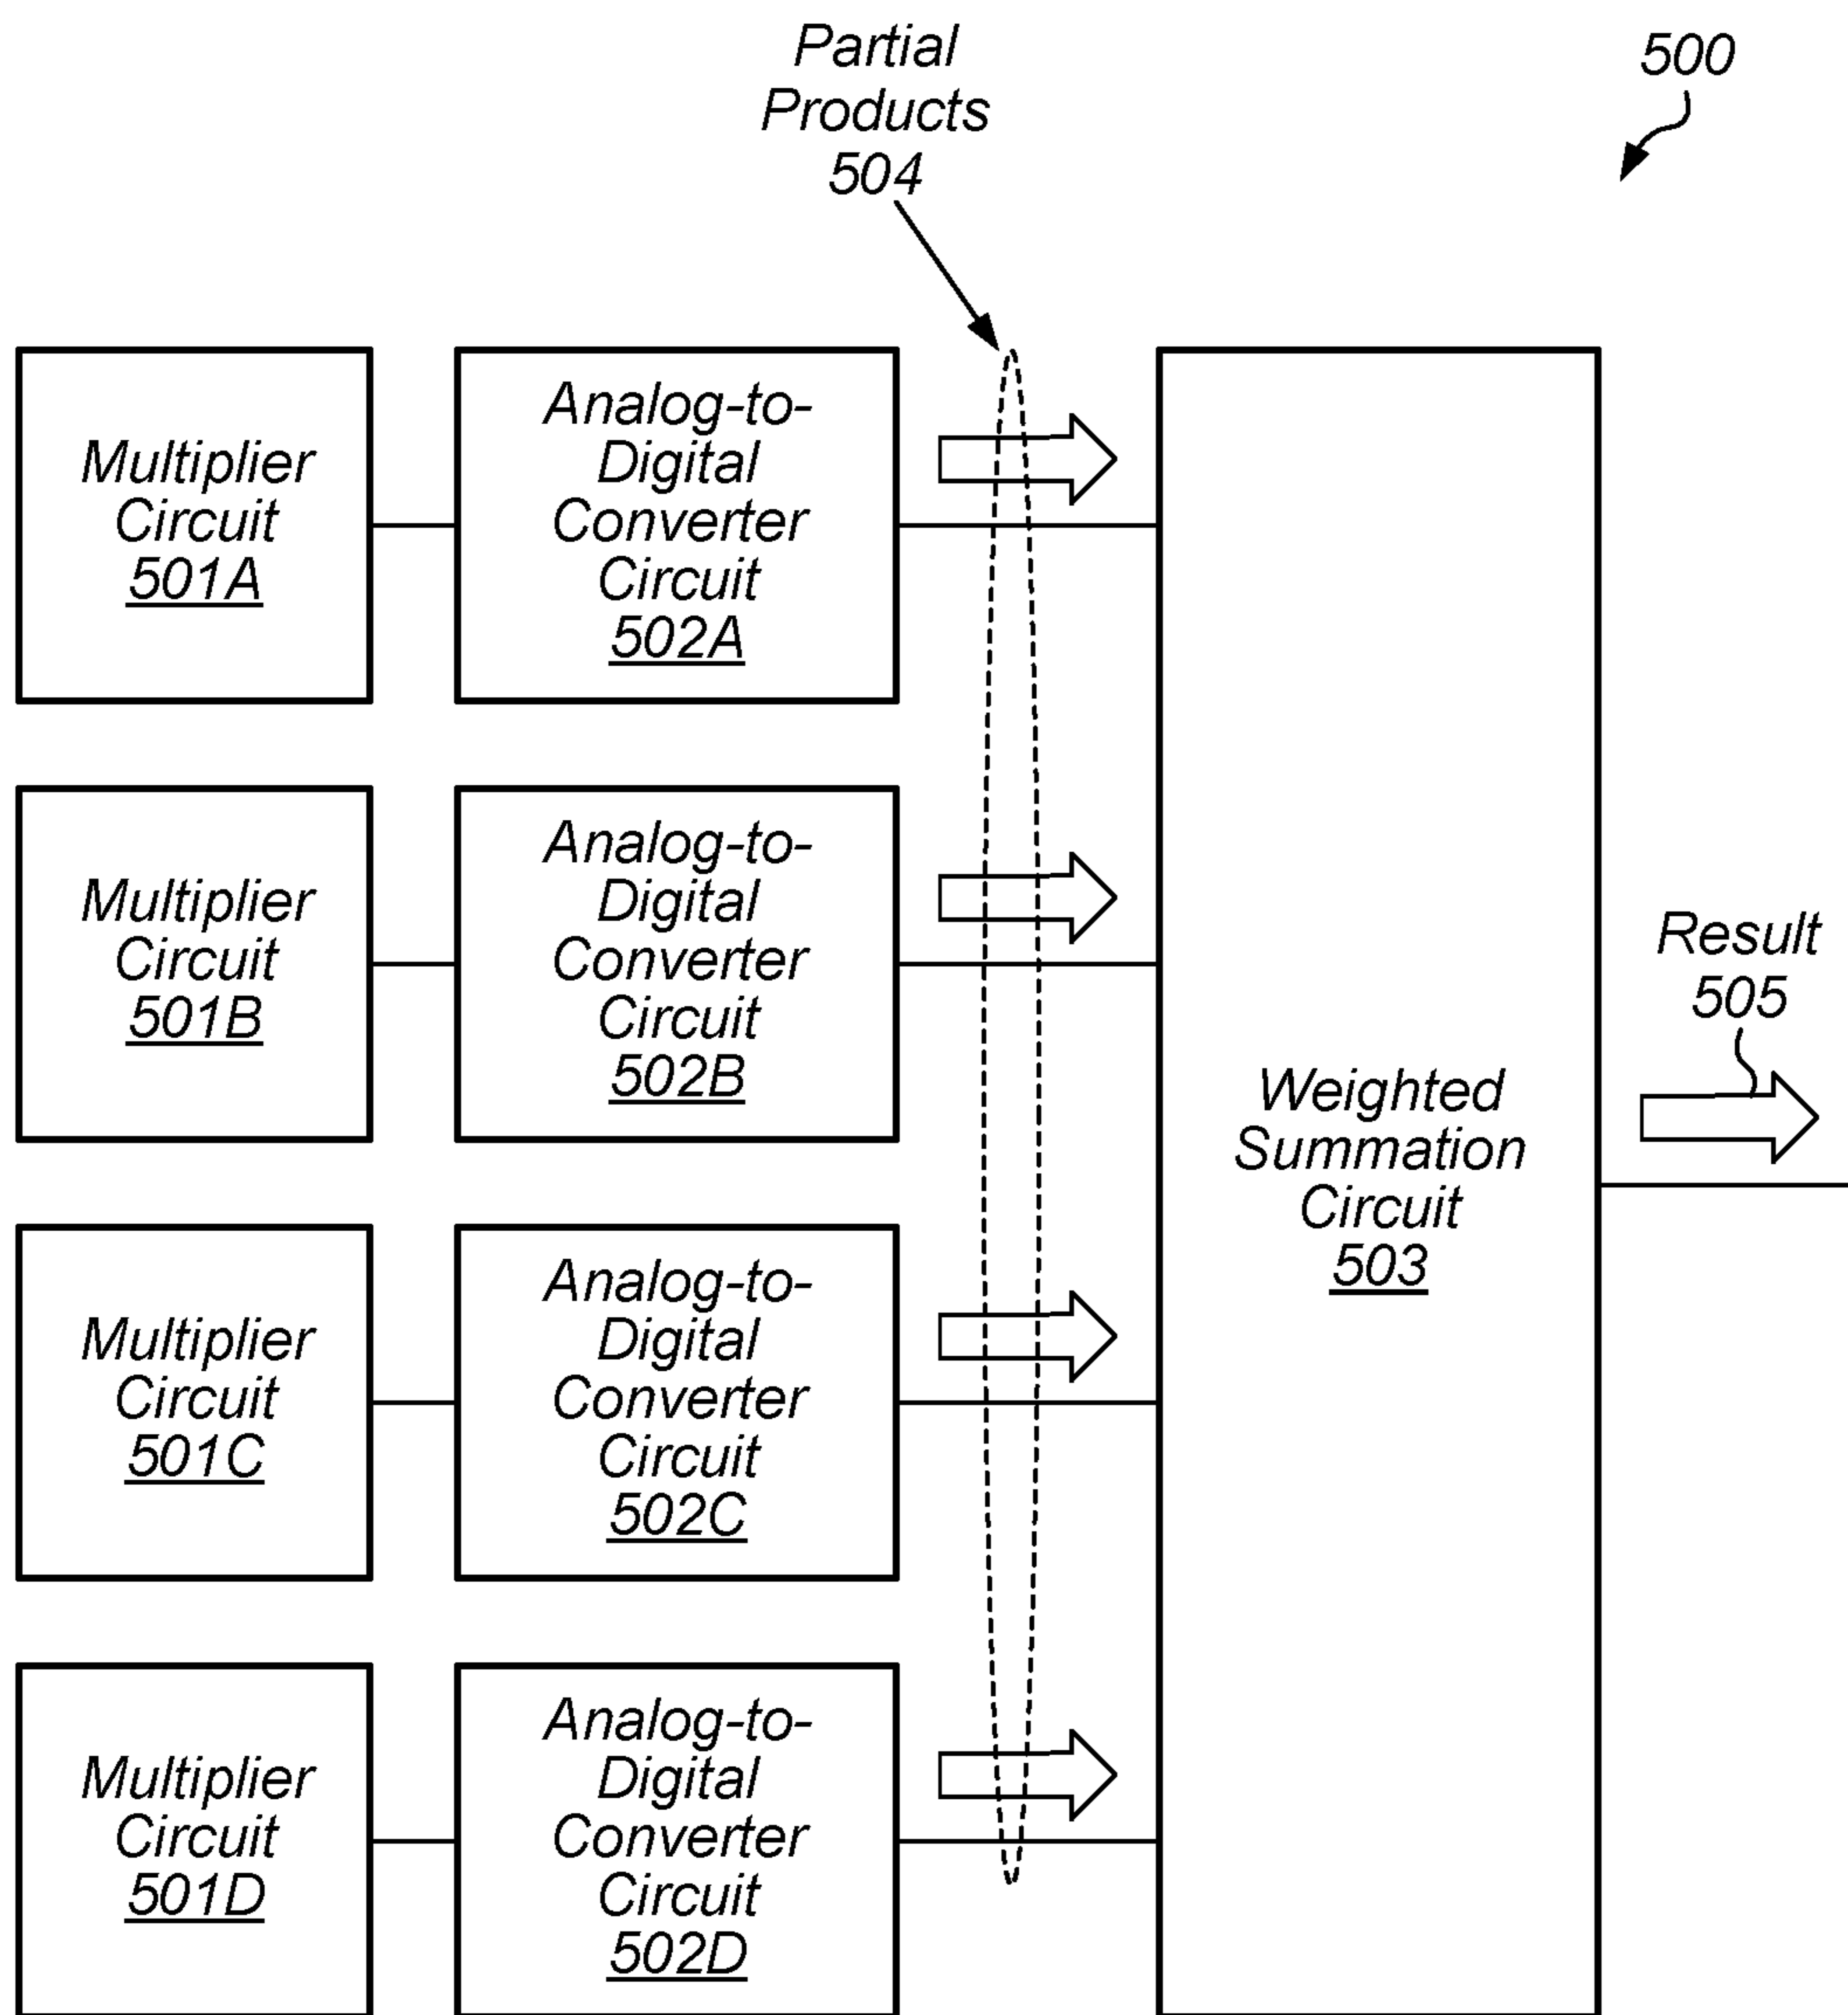 Partial
Products
504
500
Multiplier
Circuit
501A
Analog-to-
Digital
Converter
Circuit
502A
Multiplier
Circuit
501B
Analog-to-
Digital
Converter
Circuit
502B
Multiplier
Circuit
501C
Analog-to-
Digital
Converter
Circuit
502C
Multiplier
Circuit
501D
Analog-to-
Digital
Converter
Circuit
502D
Weighted
Summation
Circuit
503
Result
505